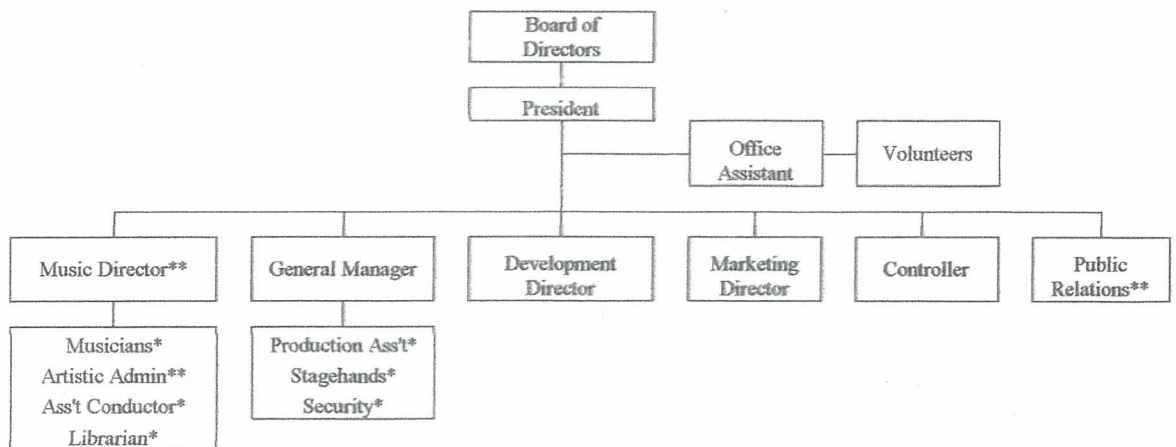 Board of
Directors
President
Office
Assistant
Volunteers
Music Director**
General Manager
Development
Director
Marketing
Director
Controller
Public
Relations**
Musicians*
Artistic Admin**
Ass't Conductor*
Librarian*
Production Ass't*
Stagehands*
Security*